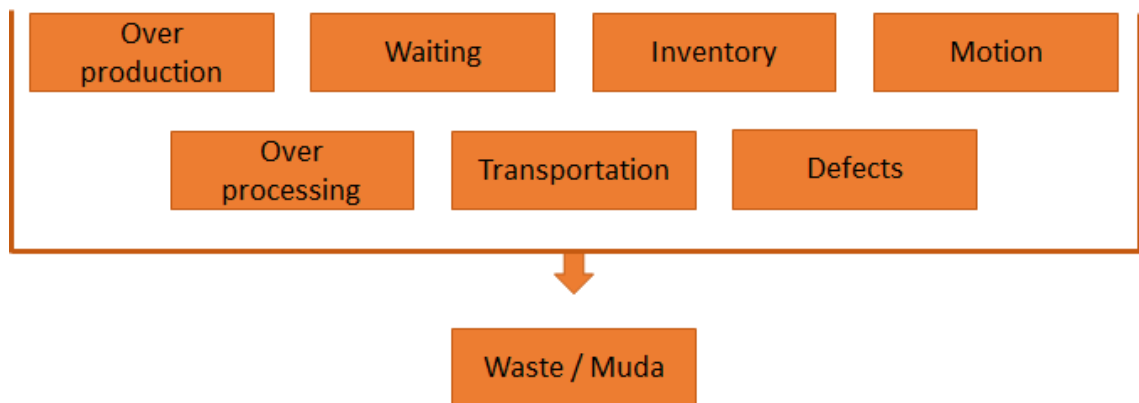 Over
production
Waiting
Inventory
Motion
Over
processing
Transportation
Defects
Waste / Muda